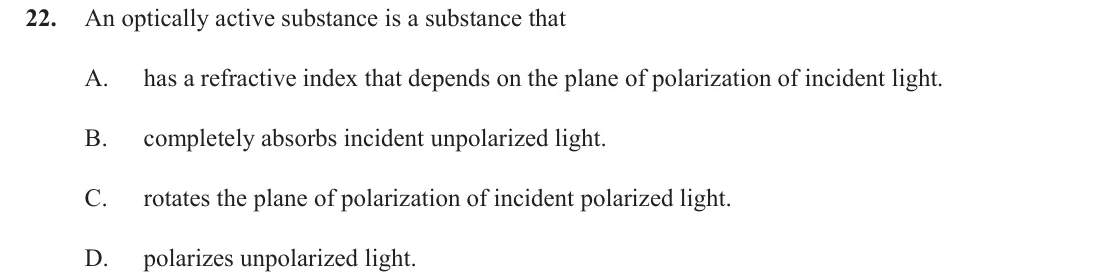 22. An optically active substance is a substance that
A. has a refractive index that depends on the plane of polarization of incident light.
B. completely absorbs incident unpolarized light.
C. rotates the plane of polarization of incident polarized light.
D. polarizes unpolarized light.